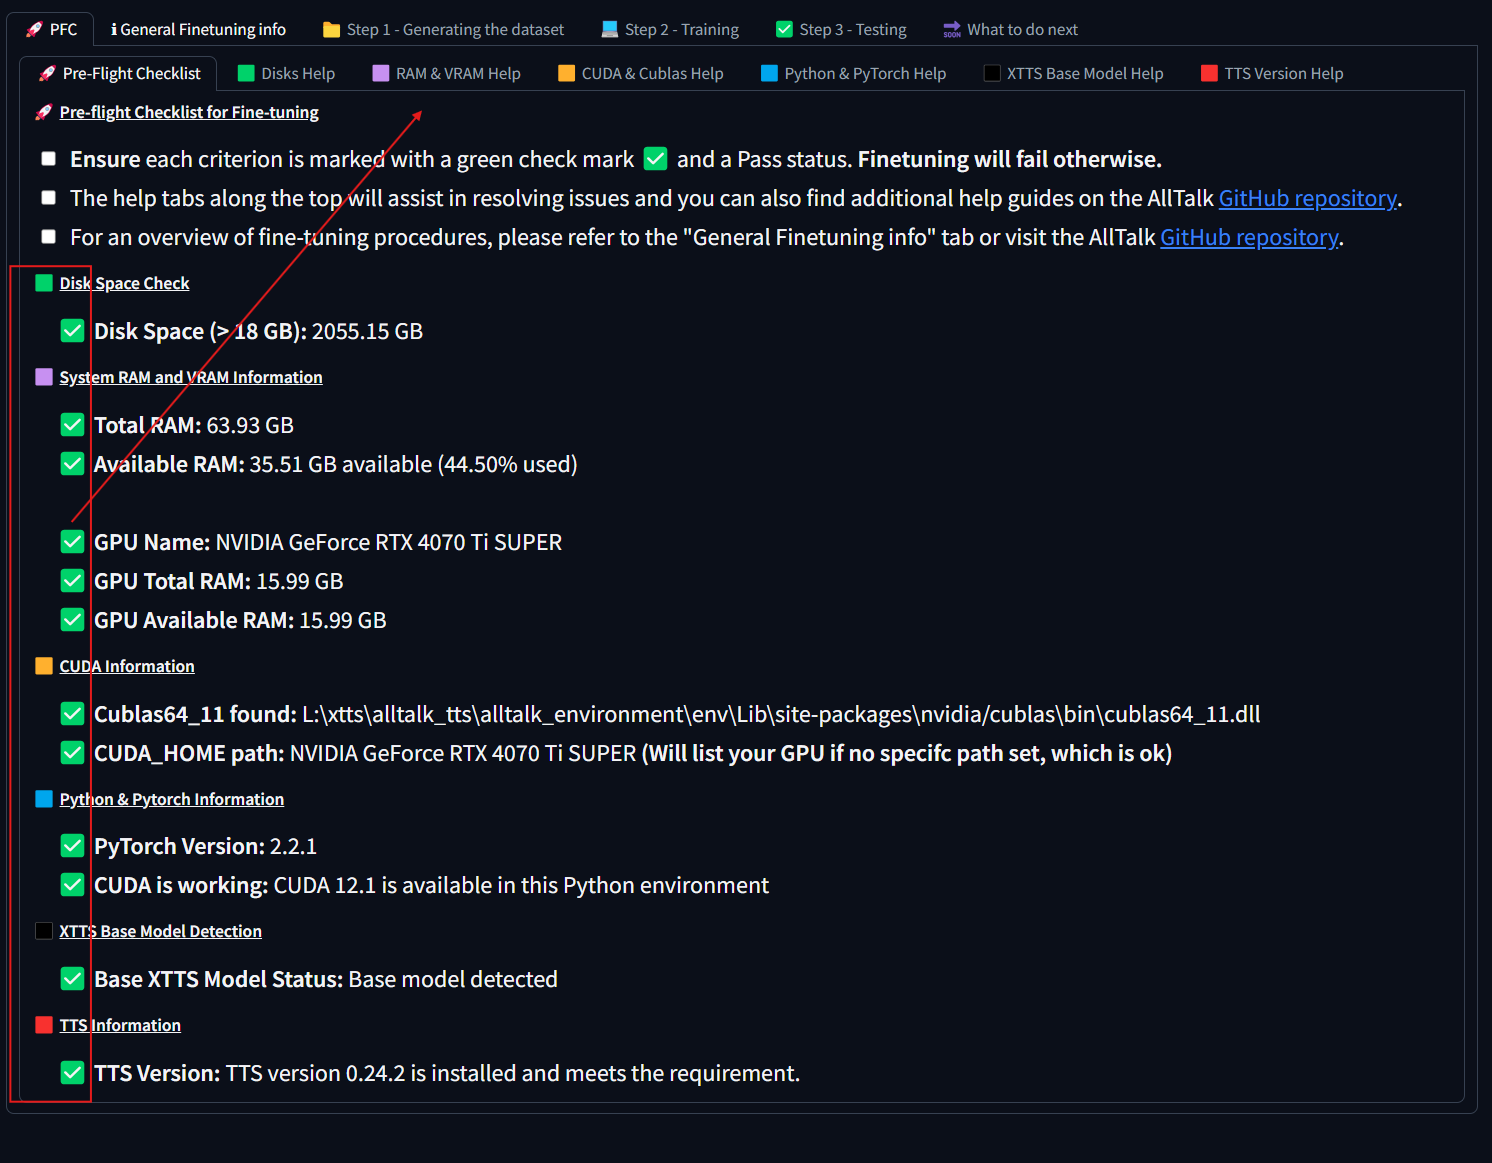 PFC
General Finetuning info
Step 1 - Generating the dataset
Step 2 - Training
Step 3 - Testing
SOON
What to do next
Pre-Flight Checklist
Disks Help
RAM & VRAM Help
CUDA & Cublas Help
Python & PyTorch Help
XTTS Base Model Help
TTS Version Help
Pre-flight Checklist for Fine-tuning
Ensure each criterion is marked with a green check mark ✅ and a Pass status. Finetuning will fail otherwise.
The help tabs along the top will assist in resolving issues and you can also find additional help guides on the AllTalk GitHub repository.
For an overview of fine-tuning procedures, please refer to the "General Finetuning info" tab or visit the AllTalk GitHub repository.
Disk Space Check
Disk Space (> 18 GB): 2055.15 GB
System RAM and VRAM Information
Total RAM: 63.93 GB
Available RAM: 35.51 GB available (44.50% used)
GPU Name: NVIDIA GeForce RTX 4070 Ti SUPER
GPU Total RAM: 15.99 GB
GPU Available RAM: 15.99 GB
CUDA Information
Cublas64_11 found: L:\xtts\alltalk_tts\alltalk_environment\env\Lib\site-packages\nvidia/cublas\bin\cublas64_11.dll
CUDA_HOME path: NVIDIA GeForce RTX 4070 Ti SUPER (Will list your GPU if no specifc path set, which is ok)
Python & Pytorch Information
PyTorch Version: 2.2.1
CUDA is working: CUDA 12.1 is available in this Python environment
XTTS Base Model Detection
Base XTTS Model Status: Base model detected
TTS Information
TTS Version: TTS version 0.24.2 is installed and meets the requirement.